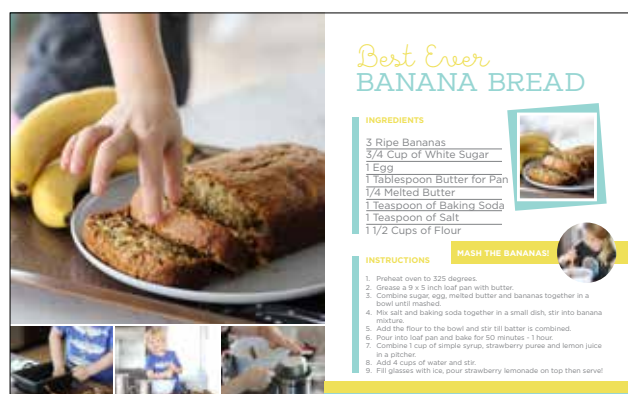 Best Ever
BANANA BREAD
INGREDIENTS
3 Ripe Bananas
3/4 Cup of White Sugar
1 Egg
1 Tablespoon Butter for Pan
1/4 Melted Butter
1 Teaspoon of Baking Soda
1 Teaspoon of Salt
1 1/2 Cups of Flour
MASH THE BANANAS!
INSTRUCTIONS
1. Preheat oven to 325 degrees.
2. Grease a 9 x 5 inch loaf pan with butter.
3. Combine sugar, egg, melted butter and bananas together in a
bowl until mashed.
4. Mix salt and baking soda together in a small dish, stir into banana
mixture.
5. Add the flour to the bowl and stir till batter is combined.
6. Pour into loaf pan and bake for 50 minutes - 1 hour.
7. Combine 1 cup of simple syrup, strawberry puree and lemon juice
in a pitcher.
8. Add 4 cups of water and stir.
9. Fill glasses with ice, pour strawberry lemonade on top then serve!